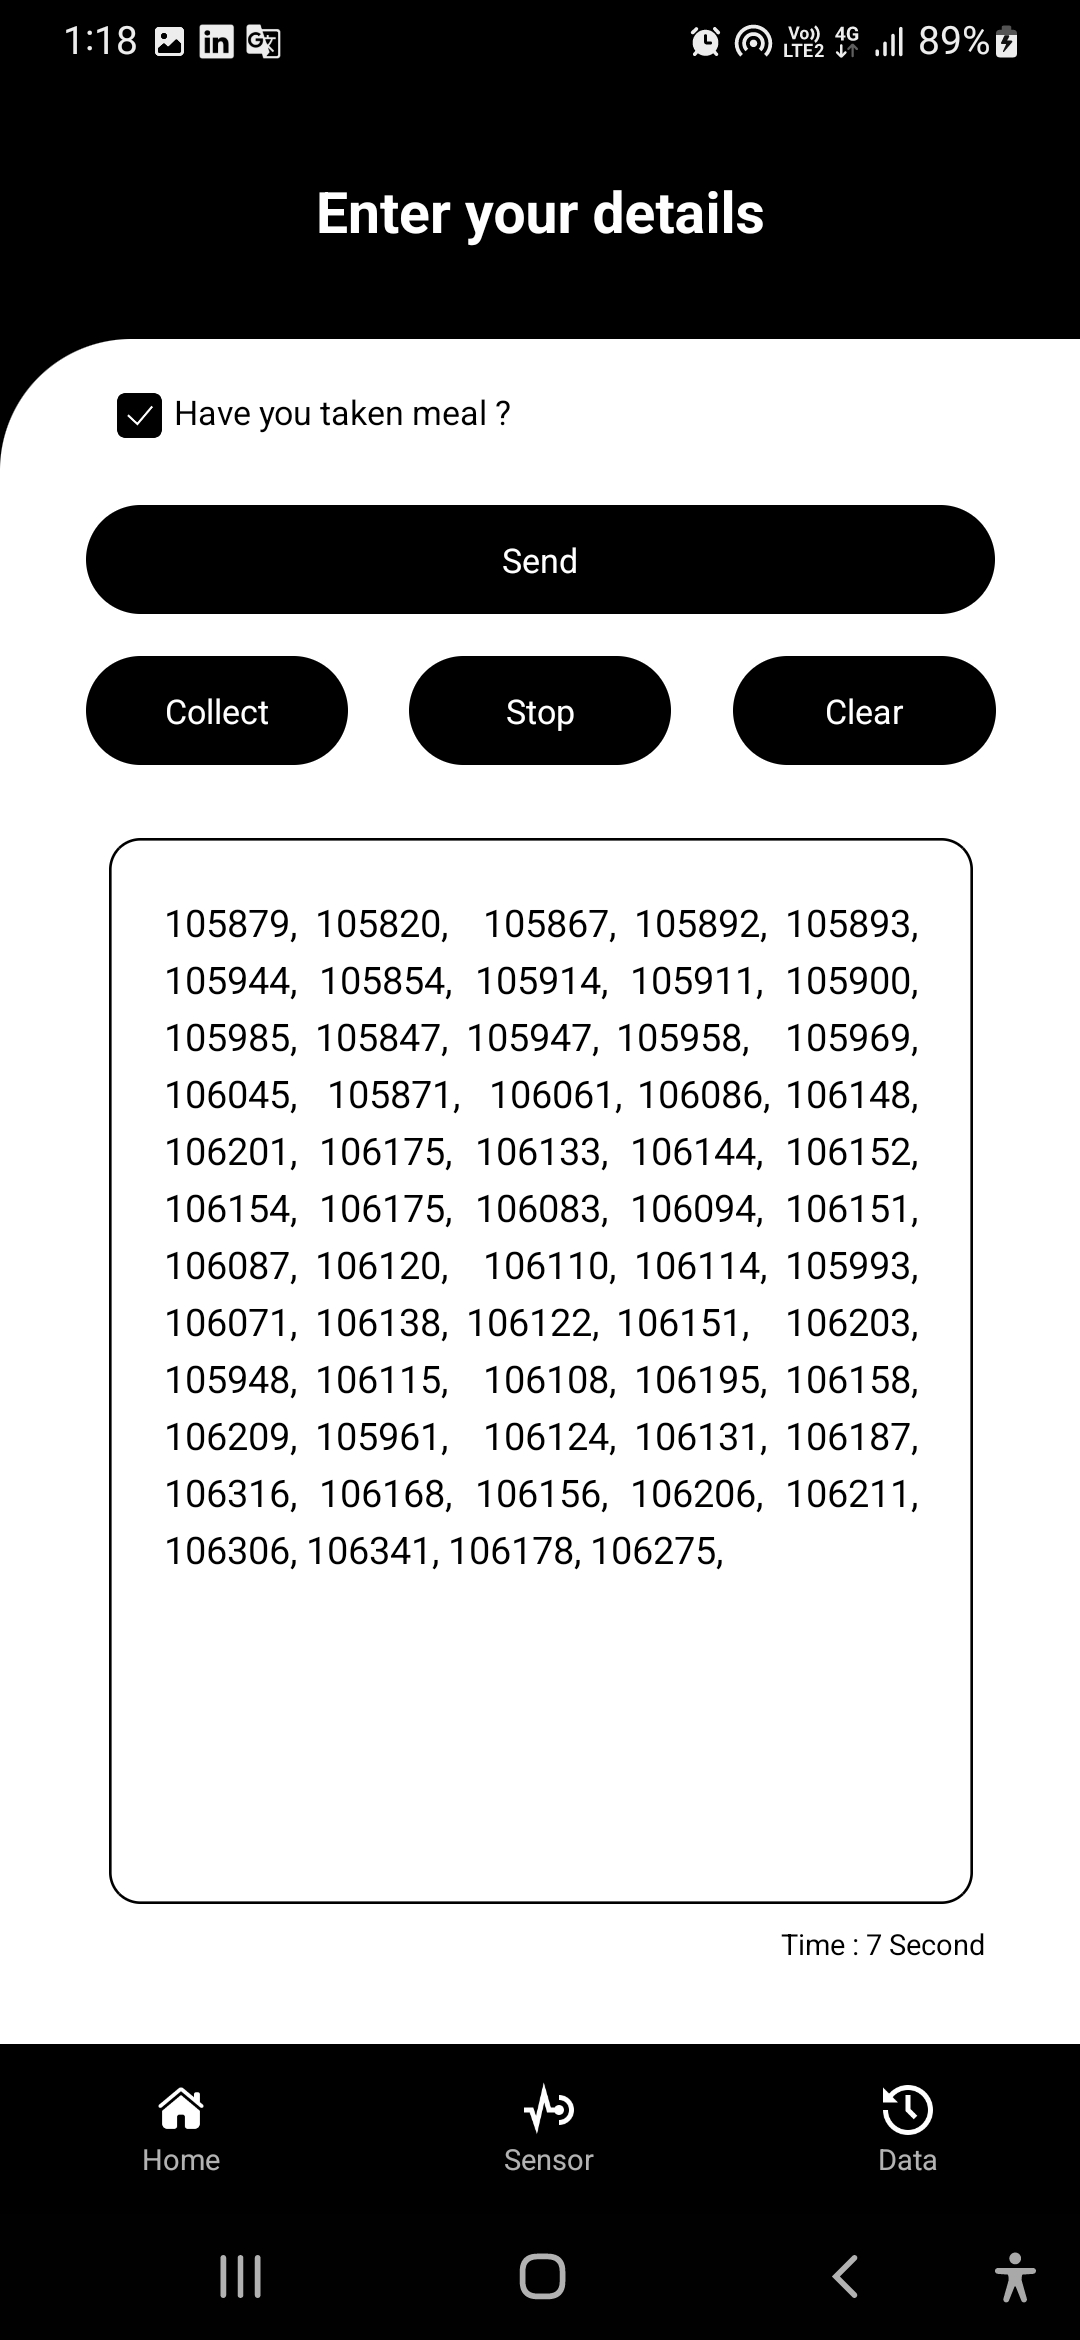 1:18
Vo)) LTE2 4G 89%
Enter your details
Have you taken meal ?
Send
Collect Stop Clear
105879, 105820, 105867, 105892, 105893,
105944, 105854, 105914, 105911, 105900,
105985, 105847, 105947, 105958, 105969,
106045, 105871, 106061, 106086, 106148,
106201, 106175, 106133, 106144, 106152,
106154, 106175, 106083, 106094, 106151,
106087, 106120, 106110, 106114, 105993,
106071, 106138, 106122, 106151, 106203,
105948, 106115, 106108, 106195, 106158,
106209, 105961, 106124, 106131, 106187,
106316, 106168, 106156, 106206, 106211,
106306, 106341, 106178, 106275,
Time : 7 Second
Home Sensor Data